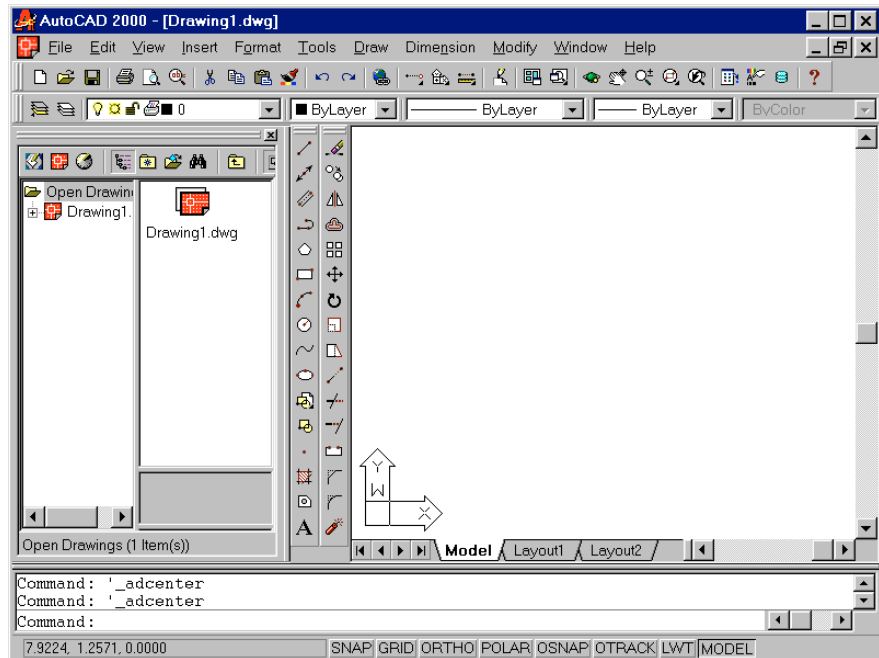 AutoCAD 2000 - [Drawing1.dwg]
File Edit View Insert Format Tools Draw Dimension Modify Window Help
0 ByLayer ByLayer ByLayer ByColor
Open Drawin
Drawing1.
Drawing1.dwg
A
Y
W
X
Open Drawings (1 Item(s))
Model Layout1 Layout2
Command: '_adcenter
Command: '_adcenter
Command:
7.9224, 1.2571, 0.0000 SNAP GRID ORTHO POLAR OSNAP OTRACK LWT MODEL